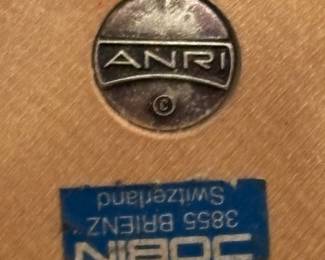 ANRI
©
JOBIN
3855 BRIENZ
Switzerland